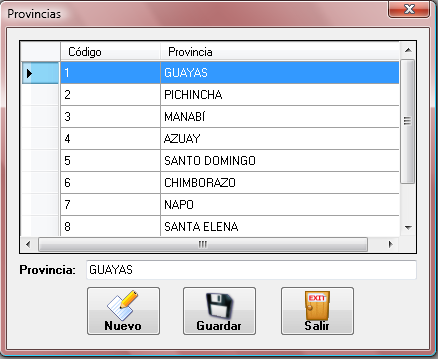 Provincias
Código Provincia
1 GUAYAS
2 PICHINCHA
3 MANABÍ
4 AZUAY
5 SANTO DOMINGO
6 CHIMBORAZO
7 NAPO
8 SANTA ELENA
Provincia: GUAYAS
Nuevo Guardar EXIT Salir